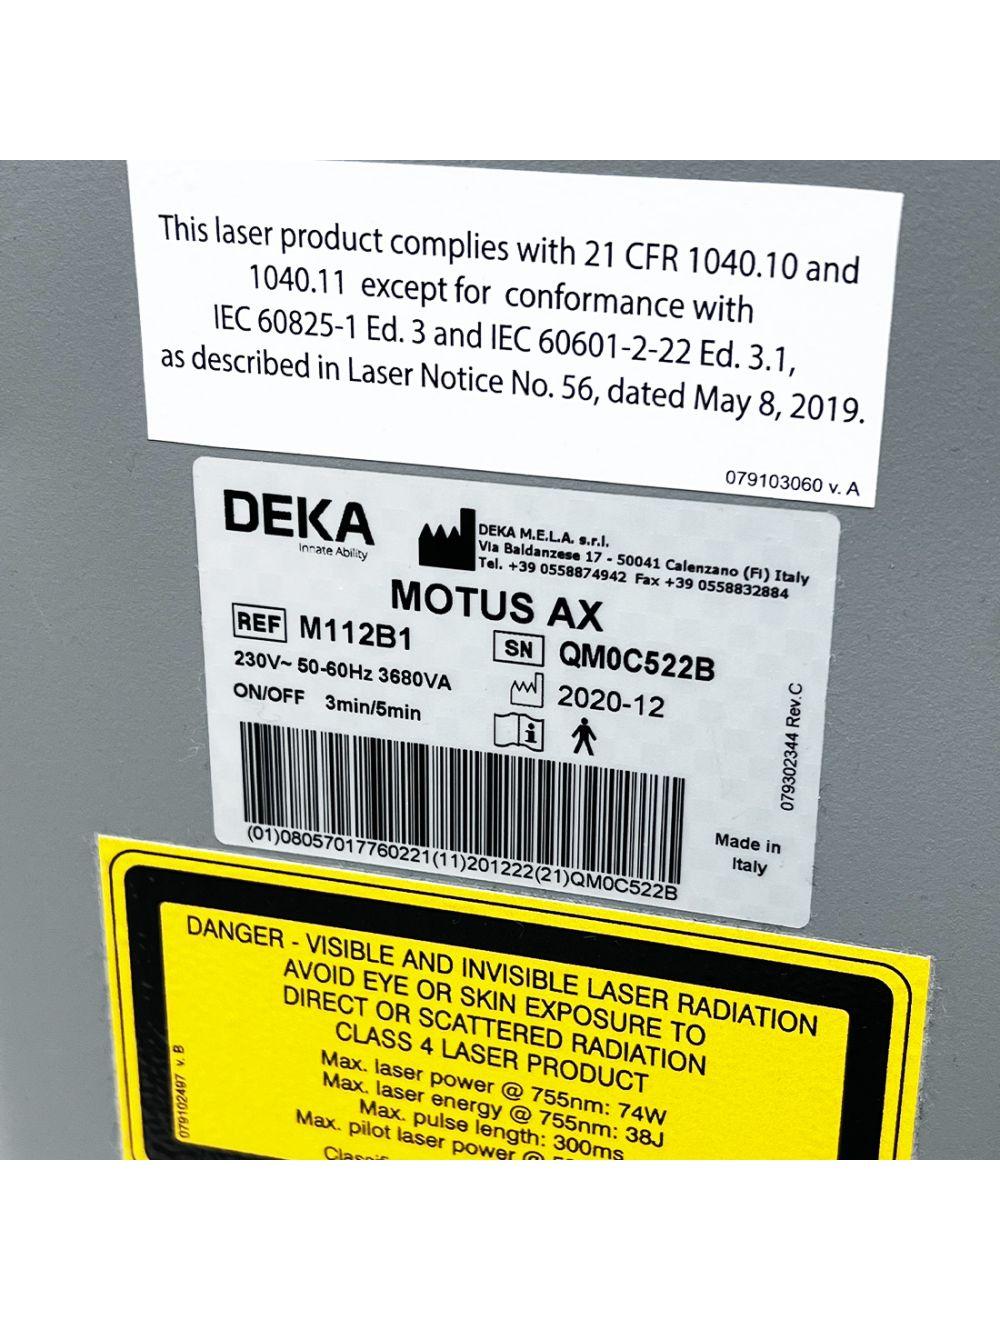 This laser product complies with 21 CFR 1040.10 and
1040.11 except for conformance with
IEC 60825-1 Ed. 3 and IEC 60601-2-22 Ed. 3.1,
as described in Laser Notice No. 56, dated May 8, 2019.
079103060 v. A
DEKA
Innate Ability
DEKA M.E.L.A. s.r.l.
Via Baldanzese 17 - 50041 Calenzano (FI) Italy
Tel. +39 0558874942 Fax +39 0558832884
MOTUS AX
REF M112B1
SN QM0C522B
230V~ 50-60Hz 3680VA
2020-12
ON/OFF 3min/5min
079302344 Rev.C
(01)08057017760221(11)201222(21)QM0C522B
Made in
Italy
DANGER - VISIBLE AND INVISIBLE LASER RADIATION
AVOID EYE OR SKIN EXPOSURE TO
DIRECT OR SCATTERED RADIATION
CLASS 4 LASER PRODUCT
Max. laser power @ 755nm: 74W
Max. laser energy @ 755nm: 38J
Max. pulse length: 300ms
Max. pilot laser power @
079102497 v. B